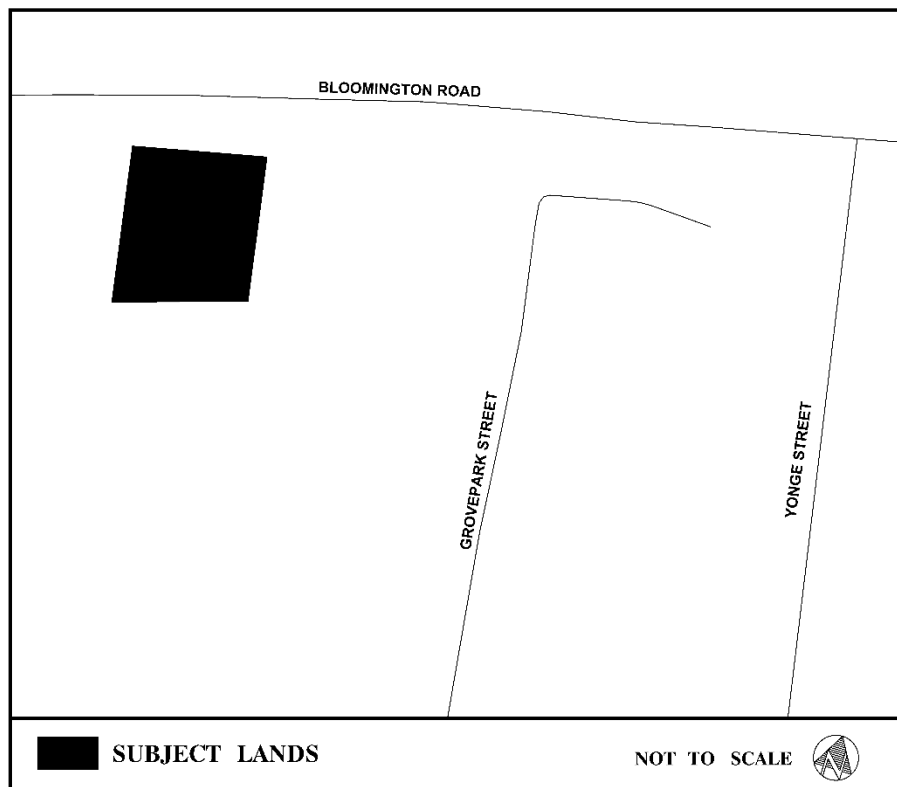 BLOOMINGTON ROAD
GROVEPARK STREET
YONGE STREET
SUBJECT LANDS
NOT TO SCALE